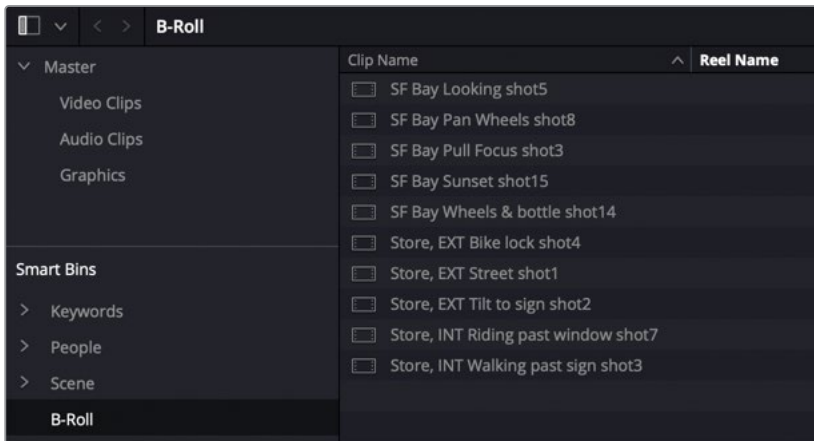 B-Roll
Master
Video Clips
Audio Clips
Graphics
Smart Bins
Keywords
People
Scene
B-Roll
Clip Name
Reel Name
SF Bay Looking shot5
SF Bay Pan Wheels shot8
SF Bay Pull Focus shot3
SF Bay Sunset shot15
SF Bay Wheels & bottle shot14
Store, EXT Bike lock shot4
Store, EXT Street shot1
Store, EXT Tilt to sign shot2
Store, INT Riding past window shot7
Store, INT Walking past sign shot3